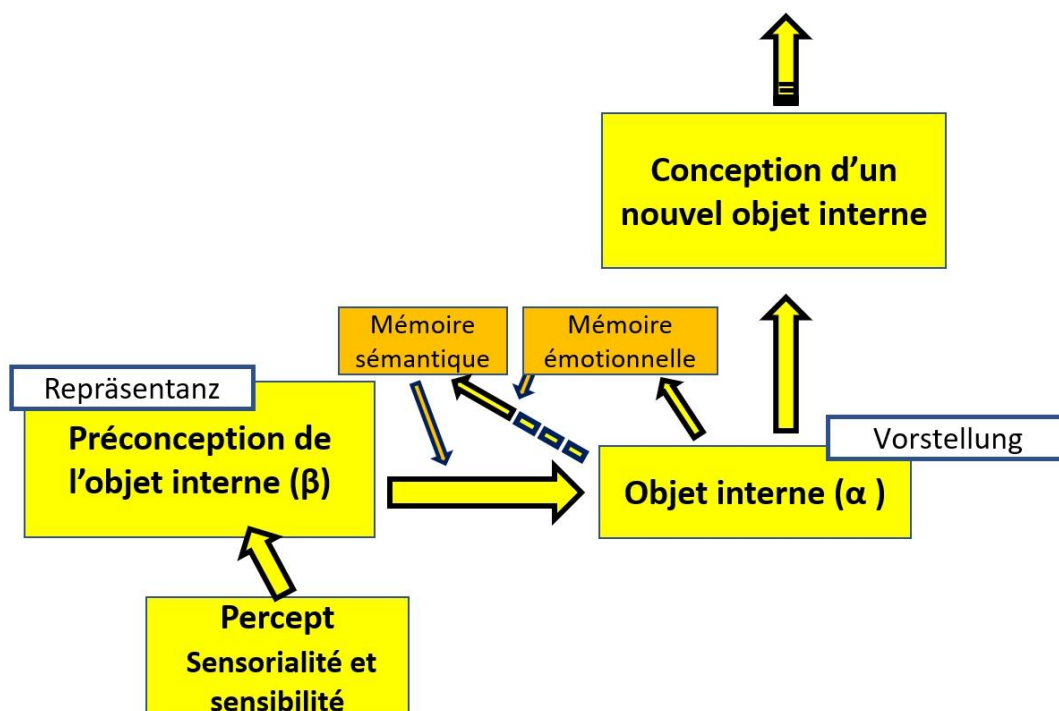 Conception d’un
nouvel objet interne
Mémoire
sémantique
Mémoire
émotionnelle
Repräsentanz
Préconception de
l’objet interne (β)
Vorstellung
Objet interne (α )
Percept
Sensorialité et
sensibilité